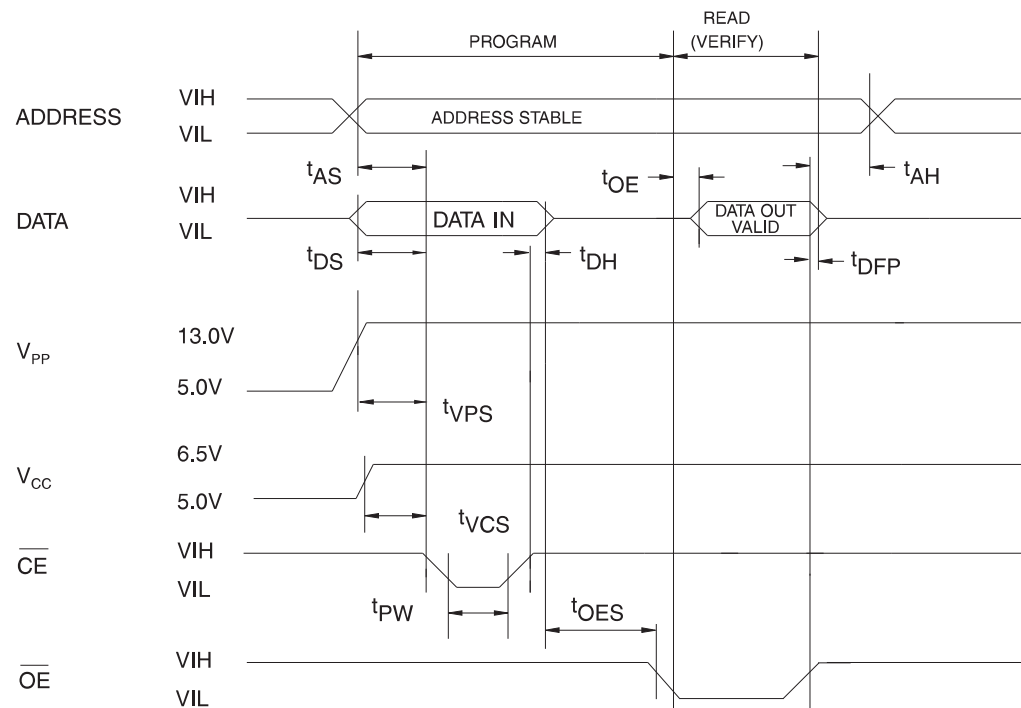 PROGRAM
READ
(VERIFY)
ADDRESS
VIH
VIL
ADDRESS STABLE
tAS
tOE
tAH
DATA
VIH
VIL
DATA IN
DATA OUT
VALID
tDS
tDH
tDFP
VPP
13.0V
5.0V
tVPS
VCC
6.5V
5.0V
tVCS
CE
VIH
VIL
tPW
tOES
OE
VIH
VIL